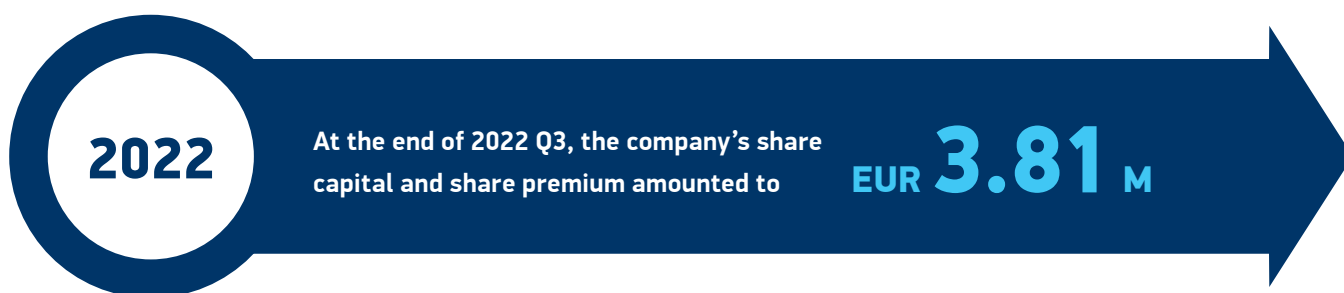 2022
At the end of 2022 Q3, the company’s share
capital and share premium amounted to
EUR 3.81 M